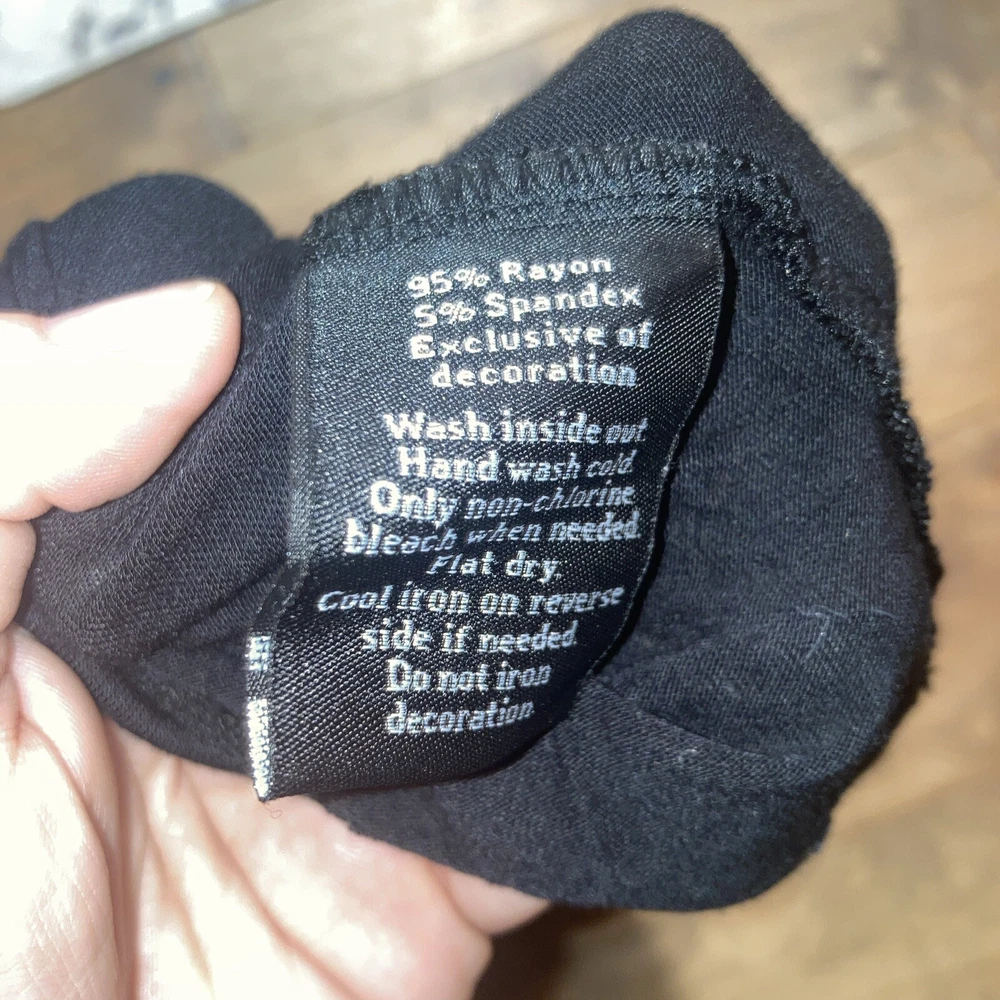 95% Rayon
5% Spandex
Exclusive of
decoration
Wash inside out
Hand wash cold
Only non-chlorine
bleach when needed.
Flat dry.
Cool iron on reverse
side if needed
Do not iron
decoration